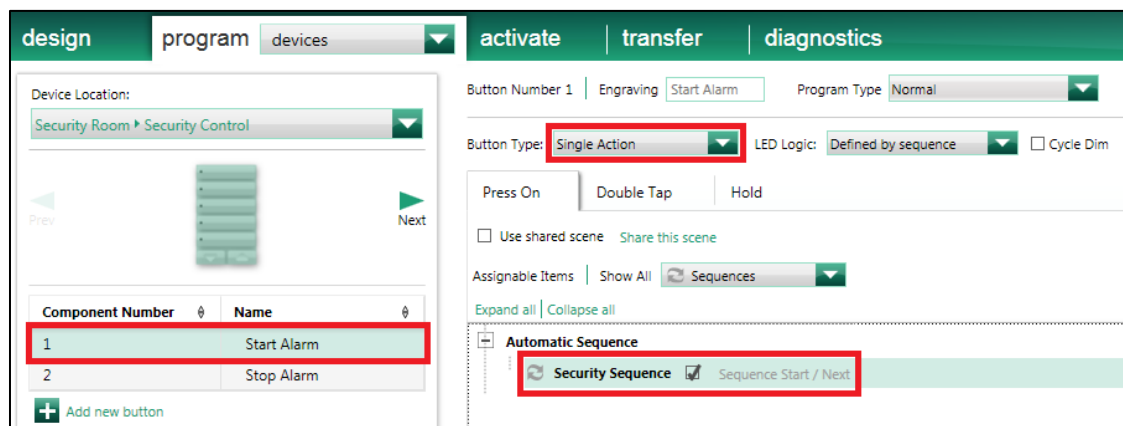 design program devices activate transfer diagnostics
Device Location:
Security Room ▸ Security Control
Prev
Next
Component Number Name
1 Start Alarm
2 Stop Alarm
Add new button
Button Number 1 Engraving Start Alarm Program Type Normal
Button Type: Single Action LED Logic: Defined by sequence Cycle Dim
Press On Double Tap Hold
Use shared scene Share this scene
Assignable Items Show All Sequences
Expand all Collapse all
Automatic Sequence
Security Sequence Sequence Start / Next